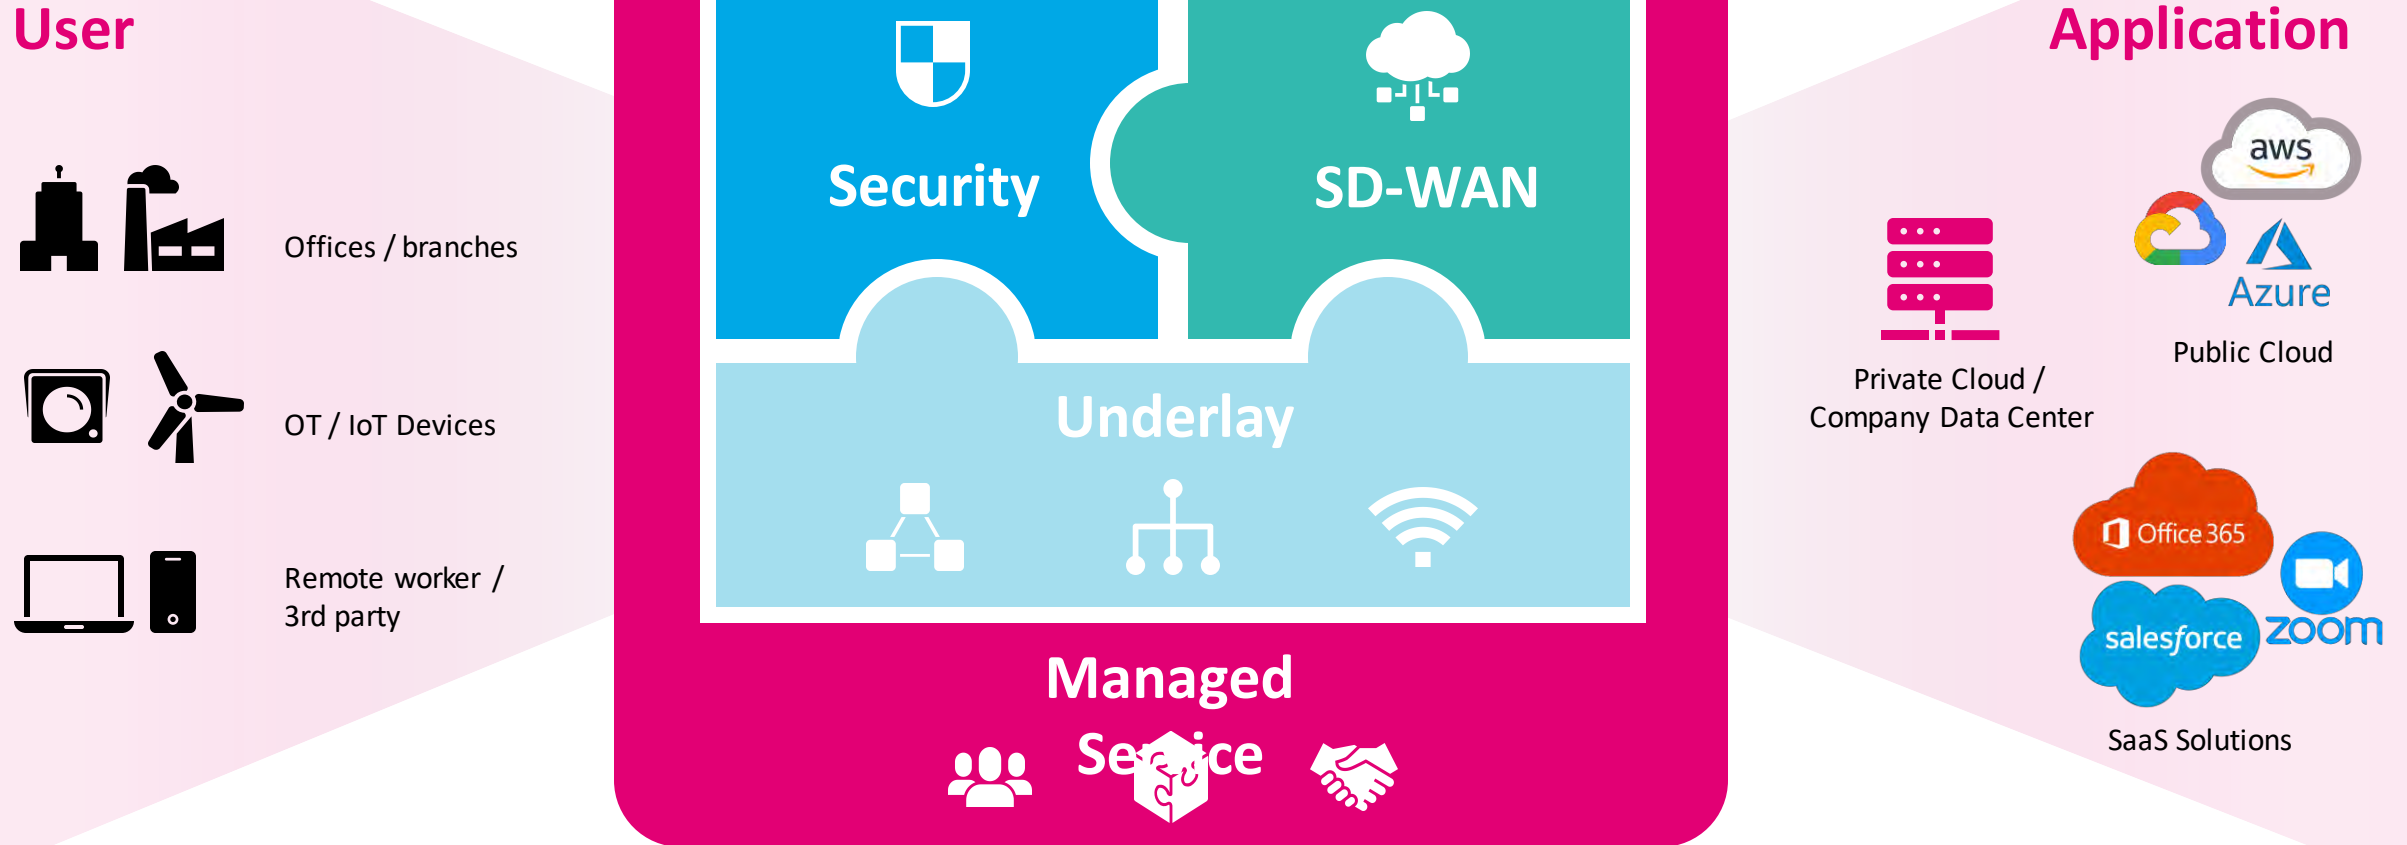 User
Application
Security
SD-WAN
Underlay
Managed
Service
Offices / branches
OT / IoT Devices
Remote worker /
3rd party
aws
Azure
Public Cloud
Private Cloud /
Company Data Center
Office 365
salesforce
zoom
SaaS Solutions